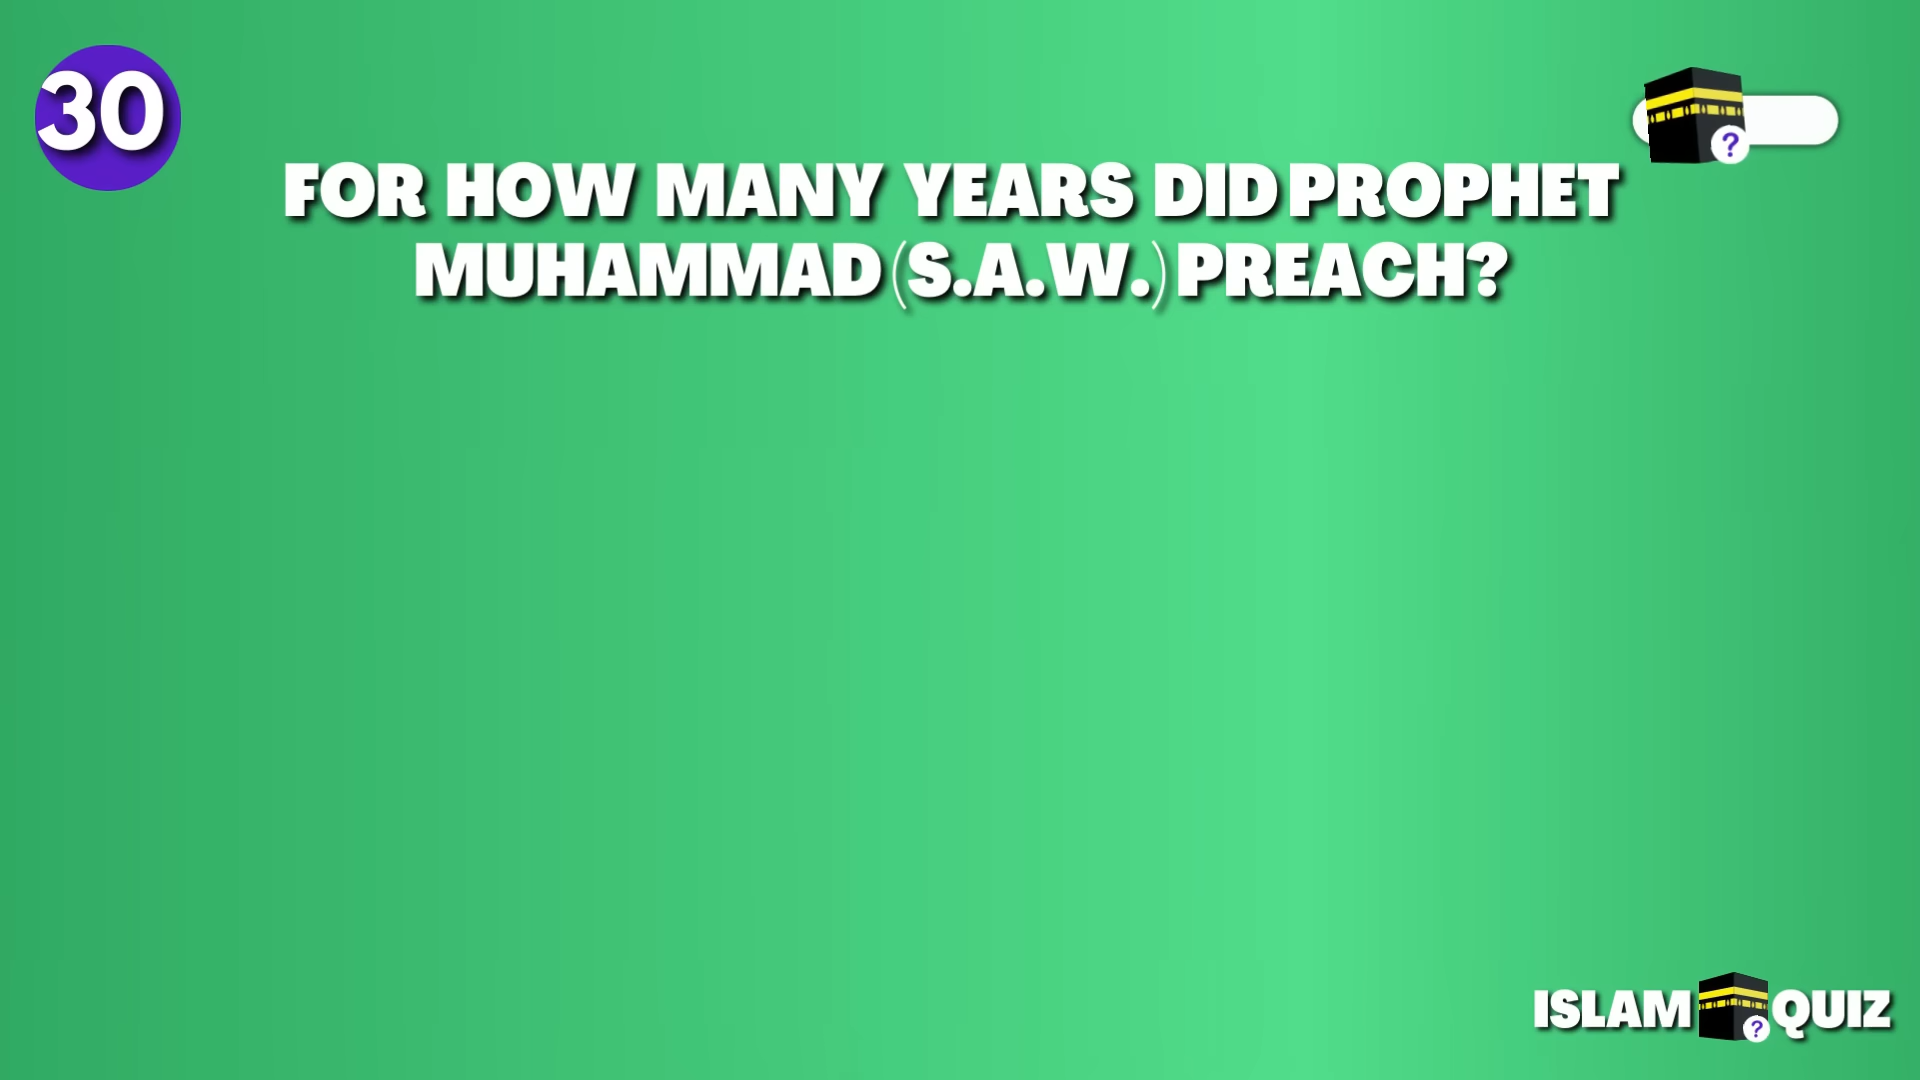 30
?
FOR HOW MANY YEARS DID PROPHET
MUHAMMAD (S.A.W.) PREACH?
ISLAM ? QUIZ